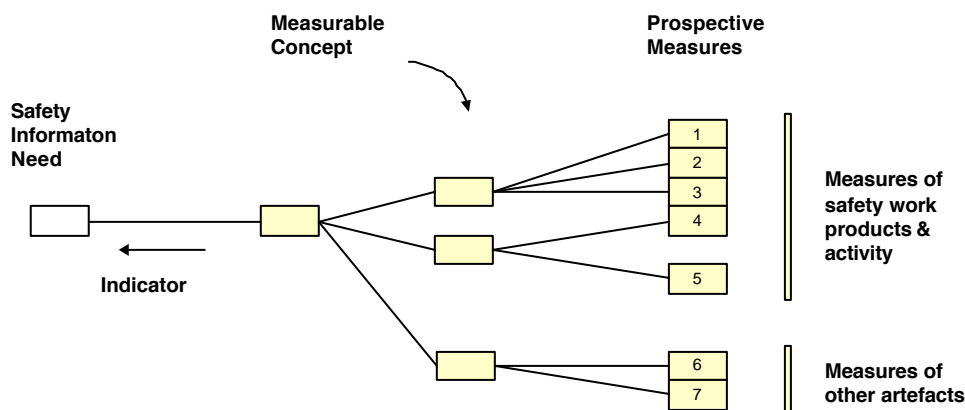 Measurable
Concept
Prospective
Measures
Safety
Informaton
Need
1
2
3
4
5
6
7
Indicator
Measures of
safety work
products &
activity
Measures of
other artefacts